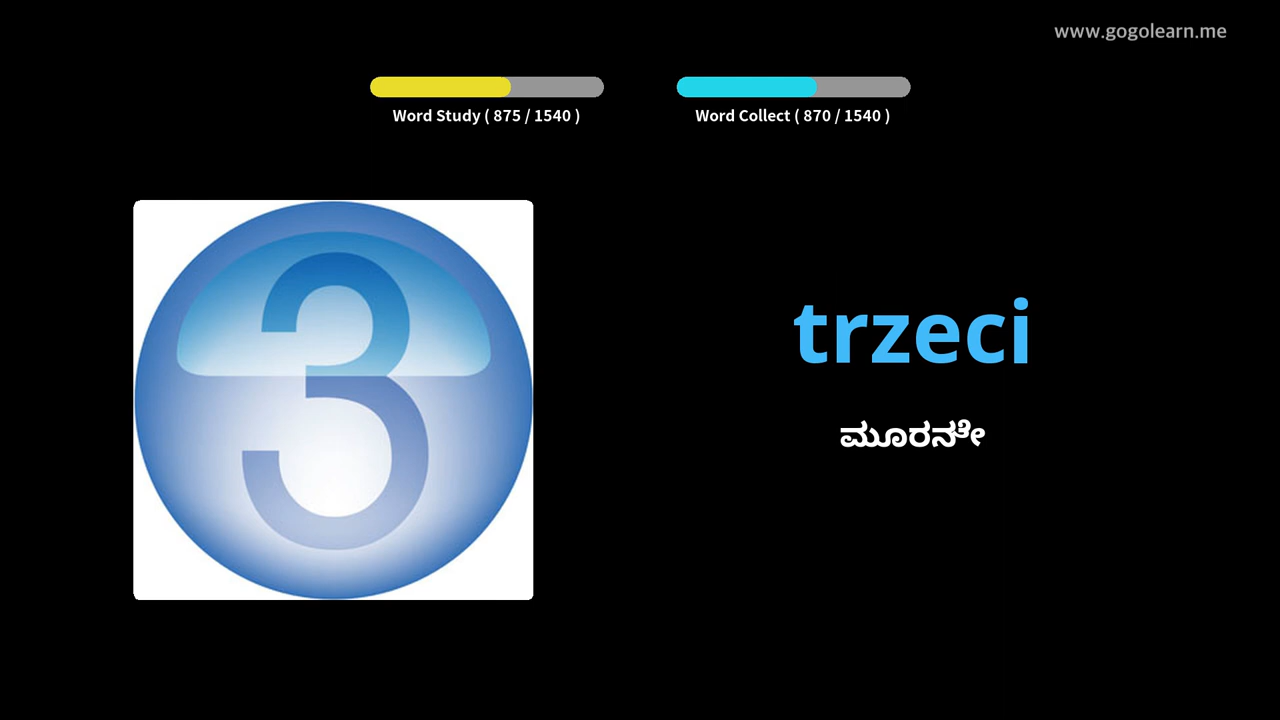 www.gogolearn.me
Word Study ( 875 / 1540 )
Word Collect ( 870 / 1540 )
3
trzeci
ಮೂರನೇ